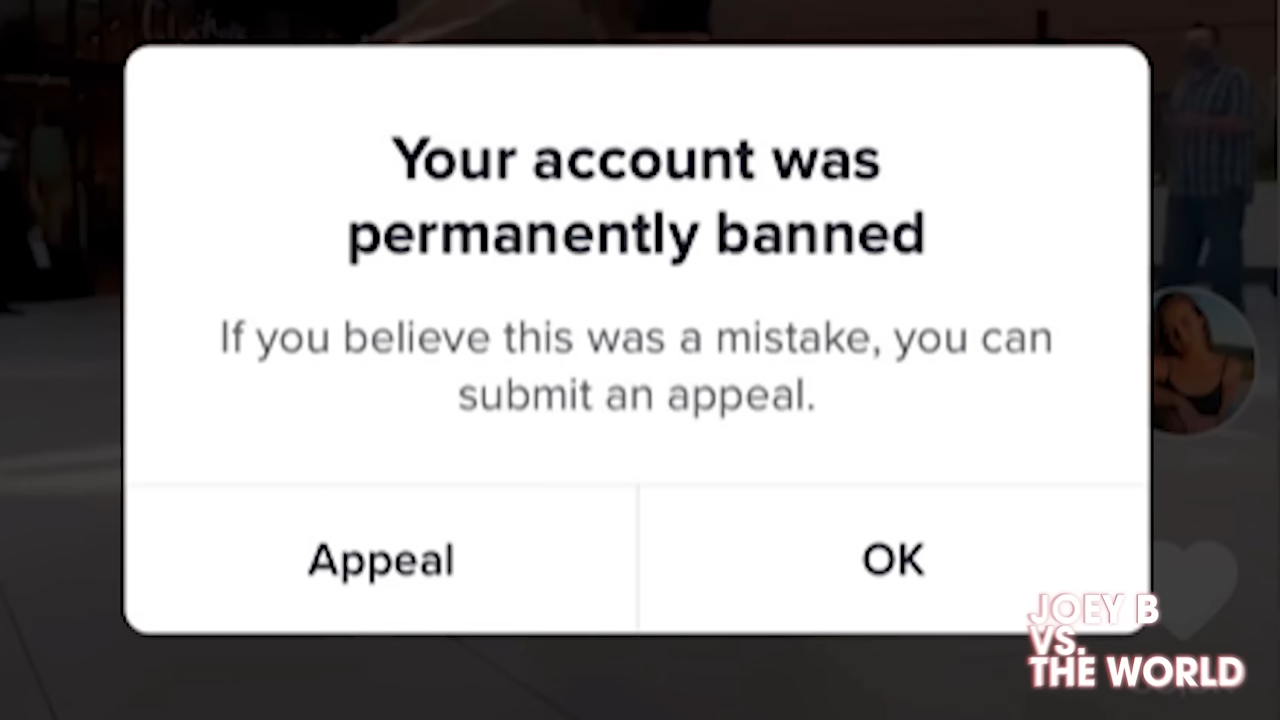 Your account was
permanently banned
If you believe this was a mistake, you can
submit an appeal.
Appeal
OK
JOEY B
VS.
THE WORLD